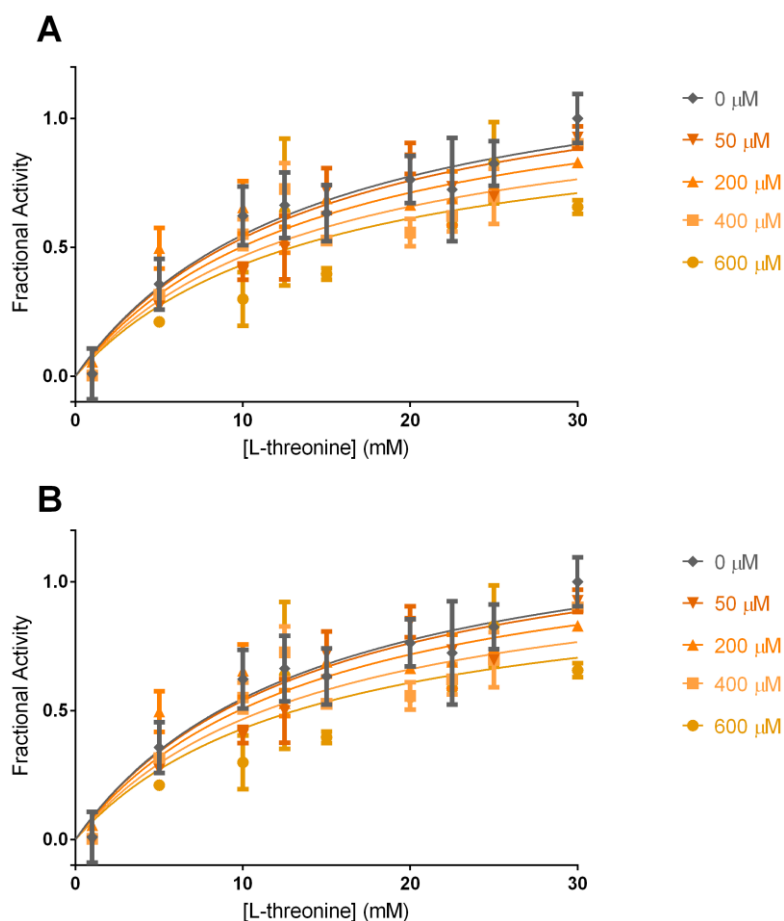 A
Fractional Activity
1.0
0.5
0.0
0 10 20 30
[L-threonine] (mM)
0 μM
50 μM
200 μM
400 μM
600 μM
B
Fractional Activity
1.0
0.5
0.0
0 10 20 30
[L-threonine] (mM)
0 μM
50 μM
200 μM
400 μM
600 μM